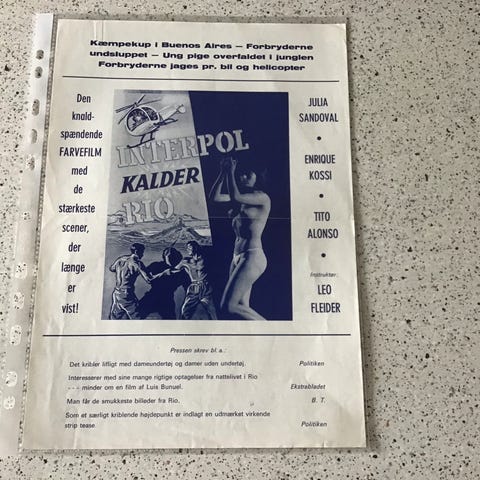 Kæmpekup i Buenos Aires – Forbryderne
undsluppet – Ung pige overfaldet i junglen
Forbryderne jages pr. bil og helicopter
Den
knald-
spændende
FARVEFILM
med
de
stærkeste
scener,
der
længe
er
vist!
INTERPOL
KALDER
RIO
JULIA
SANDOVAL
•
ENRIQUE
KOSSI
•
TITO
ALONSO
•
Instruktør:
LEO
FLEIDER
Pressen skrev bl. a.:
Det kribler lifligt med dameundertøj og damer uden undertøj. Politiken
Interesserer med sine mange rigtige optagelser fra nattelivet i Rio
- - - minder om en film af Luis Bunuel. Ekstrabladet
Man får de smukkeste billeder fra Rio. B. T.
Som et særligt kriblende højdepunkt er indlagt en udmærket virkende
strip tease. Politiken